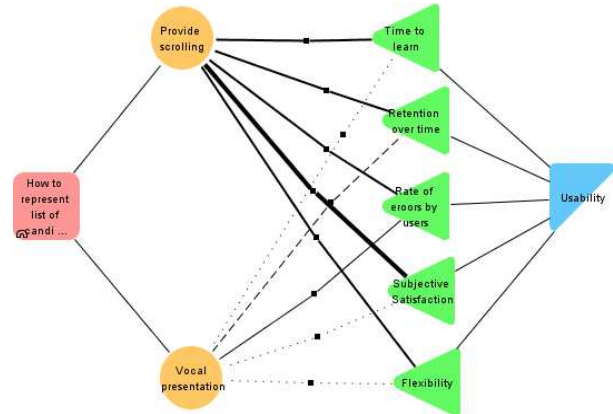 Provide
scrolling
Time to
learn
Retention
over time
How to
represent
list of
candi ...
Rate of
eroors by
users
Usability
Subjective
Satisfaction
Vocal
presentation
Flexibility